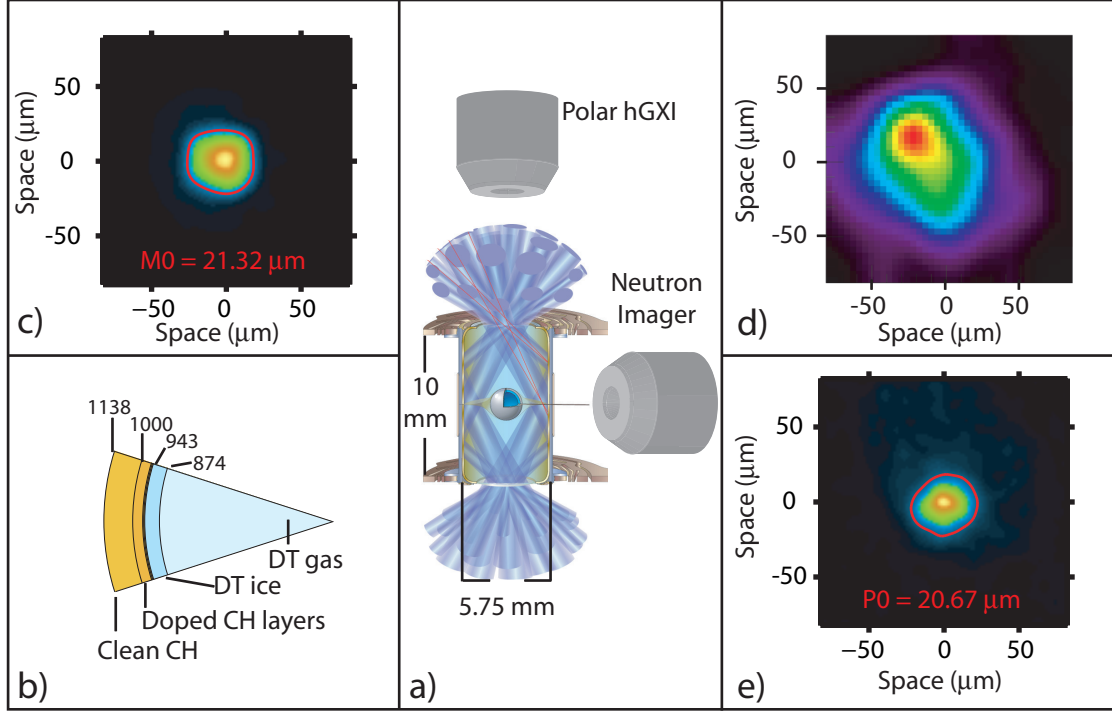 50
0
-50
Space (μm)
M0 = 21.32 μm
−50
0
50
Space (μm)
c)
1138
1000
943
874
DT gas
DT ice
Doped CH layers
Clean CH
b)
Polar hGXI
Neutron
Imager
10
mm
5.75 mm
a)
50
0
-50
Space (μm)
-50
0
50
Space (μm)
d)
50
0
-50
Space (μm)
P0 = 20.67 μm
−50
0
50
Space (μm)
e)